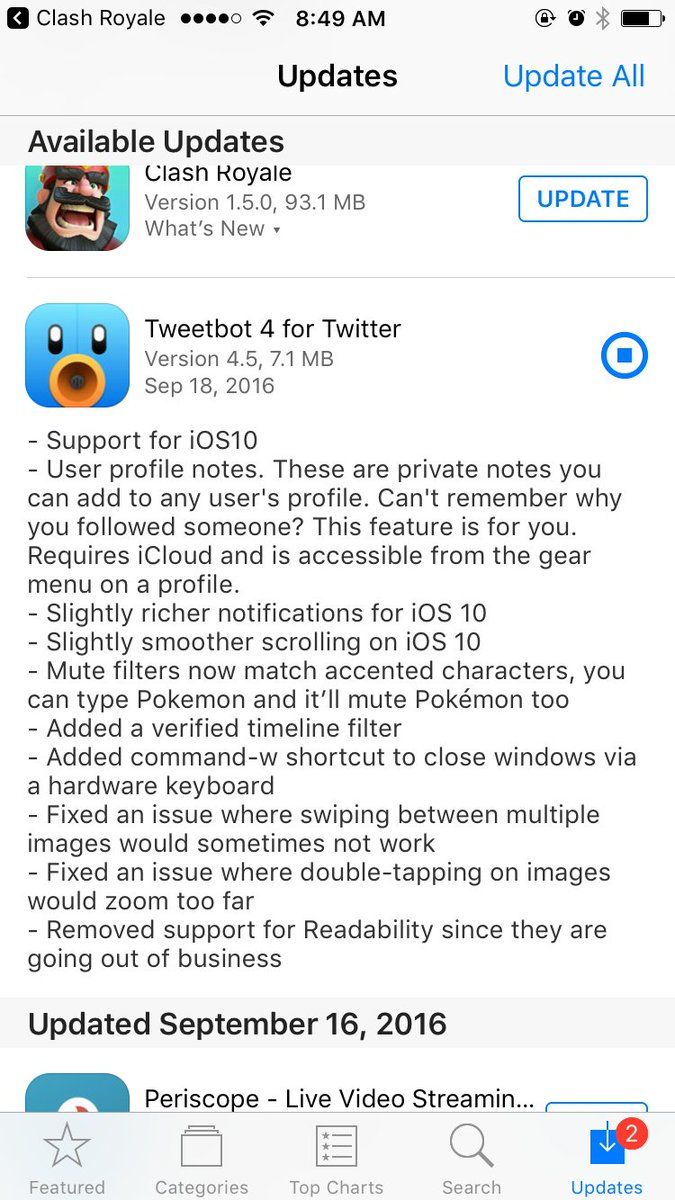 Clash Royale 8:49 AM
Updates Update All
Available Updates
Clash Royale
Version 1.5.0, 93.1 MB
What's New ▾
UPDATE
Tweetbot 4 for Twitter
Version 4.5, 7.1 MB
Sep 18, 2016
- Support for iOS10
- User profile notes. These are private notes you
can add to any user's profile. Can't remember why
you followed someone? This feature is for you.
Requires iCloud and is accessible from the gear
menu on a profile.
- Slightly richer notifications for iOS 10
- Slightly smoother scrolling on iOS 10
- Mute filters now match accented characters, you
can type Pokemon and it’ll mute Pokémon too
- Added a verified timeline filter
- Added command-w shortcut to close windows via
a hardware keyboard
- Fixed an issue where swiping between multiple
images would sometimes not work
- Fixed an issue where double-tapping on images
would zoom too far
- Removed support for Readability since they are
going out of business
Updated September 16, 2016
Periscope - Live Video Streamin...
2
Featured Categories Top Charts Search Updates